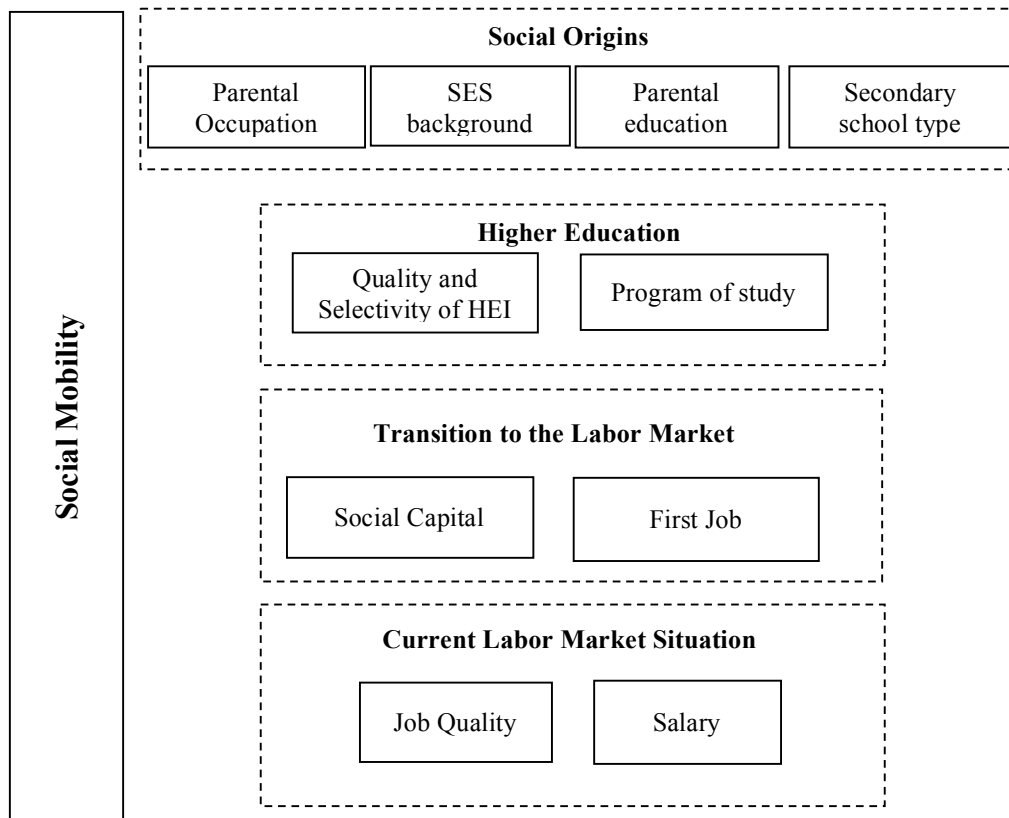 Social Mobility
Social Origins
Parental
Occupation
SES
background
Parental
education
Secondary
school type
Higher Education
Quality and
Selectivity of HEI
Program of study
Transition to the Labor Market
Social Capital
First Job
Current Labor Market Situation
Job Quality
Salary